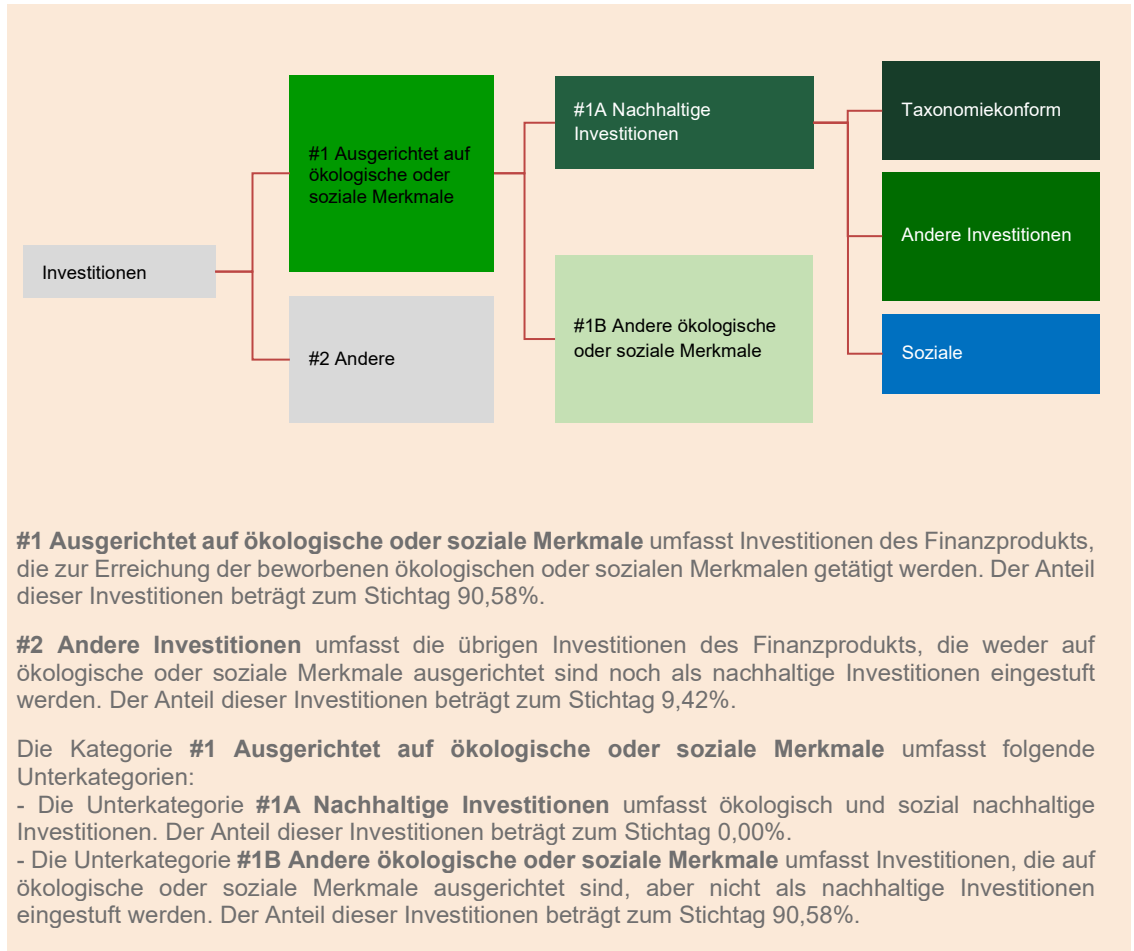 Investitionen
#1 Ausgerichtet auf
ökologische oder
soziale Merkmale
#2 Andere
#1A Nachhaltige
Investitionen
#1B Andere ökologische
oder soziale Merkmale
Taxonomiekonform
Andere Investitionen
Soziale
#1 Ausgerichtet auf ökologische oder soziale Merkmale umfasst Investitionen des Finanzprodukts,
die zur Erreichung der beworbenen ökologischen oder sozialen Merkmalen getätigt werden. Der Anteil
dieser Investitionen beträgt zum Stichtag 90,58%.
#2 Andere Investitionen umfasst die übrigen Investitionen des Finanzprodukts, die weder auf
ökologische oder soziale Merkmale ausgerichtet sind noch als nachhaltige Investitionen eingestuft
werden. Der Anteil dieser Investitionen beträgt zum Stichtag 9,42%.
Die Kategorie #1 Ausgerichtet auf ökologische oder soziale Merkmale umfasst folgende
Unterkategorien:
- Die Unterkategorie #1A Nachhaltige Investitionen umfasst ökologisch und sozial nachhaltige
Investitionen. Der Anteil dieser Investitionen beträgt zum Stichtag 0,00%.
- Die Unterkategorie #1B Andere ökologische oder soziale Merkmale umfasst Investitionen, die auf
ökologische oder soziale Merkmale ausgerichtet sind, aber nicht als nachhaltige Investitionen
eingestuft werden. Der Anteil dieser Investitionen beträgt zum Stichtag 90,58%.